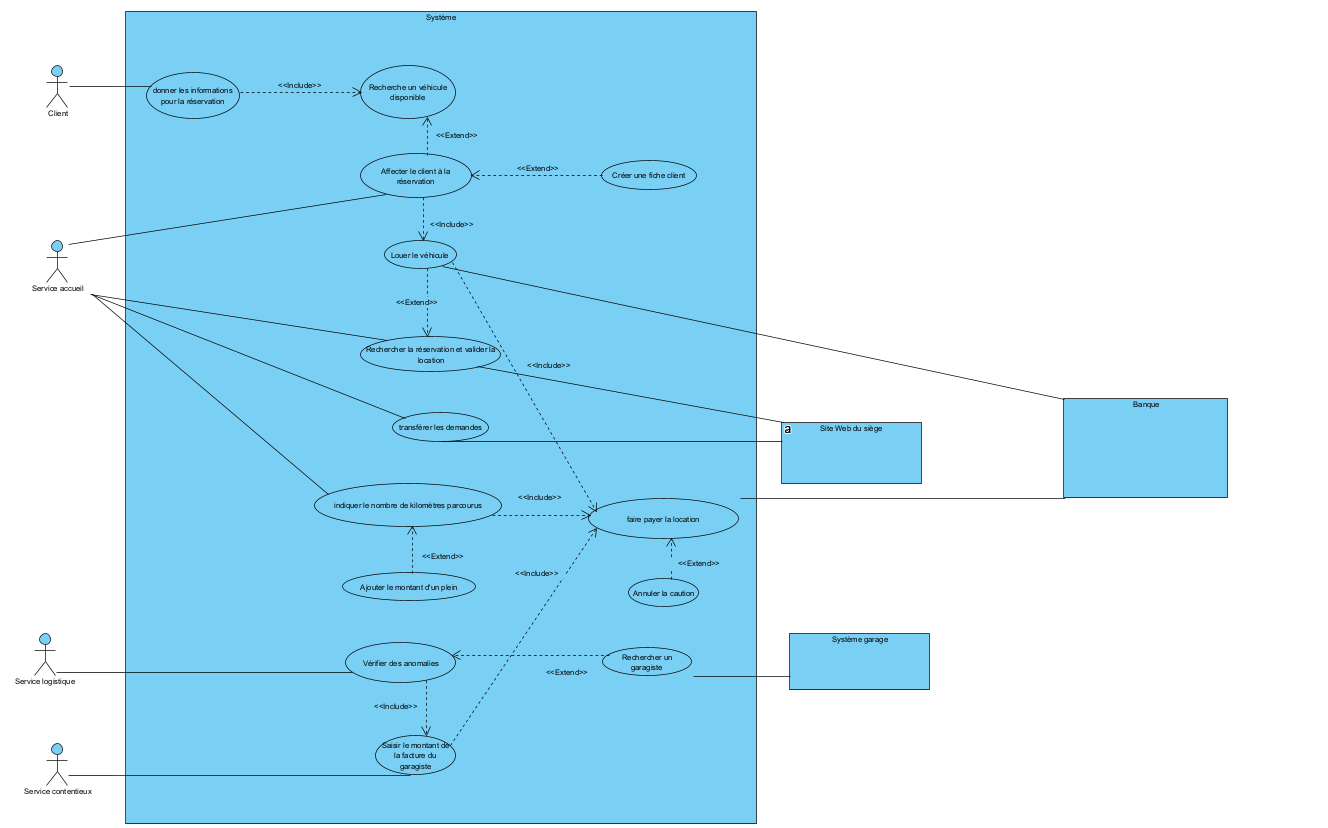 Système
Client
donner les informations
pour la réservation
<<Include>>
Recherche un véhicule
disponible
<<Extend>>
Affecter le client à la
réservation
<<Extend>>
Créer une fiche client
<<Include>>
Service accueil
Louer le véhicule
<<Extend>>
Rechercher la réservation et valider la
location
<<Include>>
Banque
transférer les demandes
a
Site Web du siège
indiquer le nombre de kilomètres parcourus
<<Include>>
faire payer la location
<<Extend>>
<<Include>>
<<Extend>>
Ajouter le montant d'un plein
Annuler la caution
Système garage
Service logistique
Vérifier des anomalies
Rechercher un
garagiste
<<Extend>>
<<Include>>
Saisir le montant de
la facture du
garagiste
Service contentieux